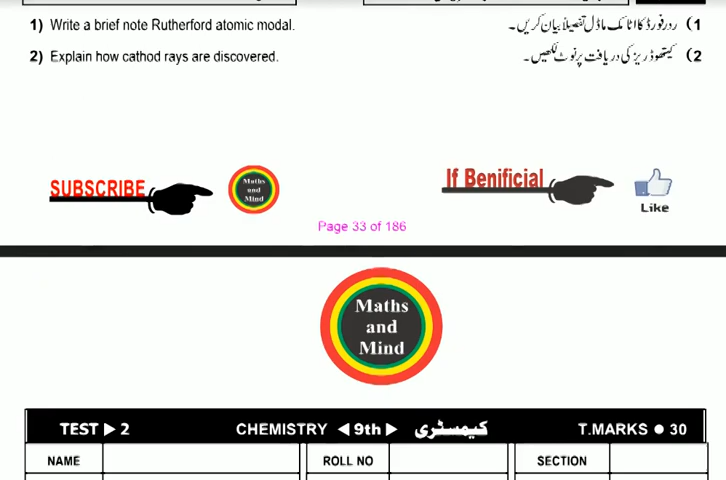 1) Write a brief note Rutherford atomic modal.
1) ردرفورڈ کا اٹامک ماڈل تفصیلاً بیان کریں۔
2) Explain how cathod rays are discovered.
2) کیتھوڈ ریز کی دریافت پر نوٹ لکھیں۔
SUBSCRIBE
Maths
and
Mind
If Benificial
Like
Page 33 of 186
Maths
and
Mind
TEST ▶ 2 CHEMISTRY ◀ 9th ▶ کیمسٹری T.MARKS ● 30
NAME ROLL NO SECTION